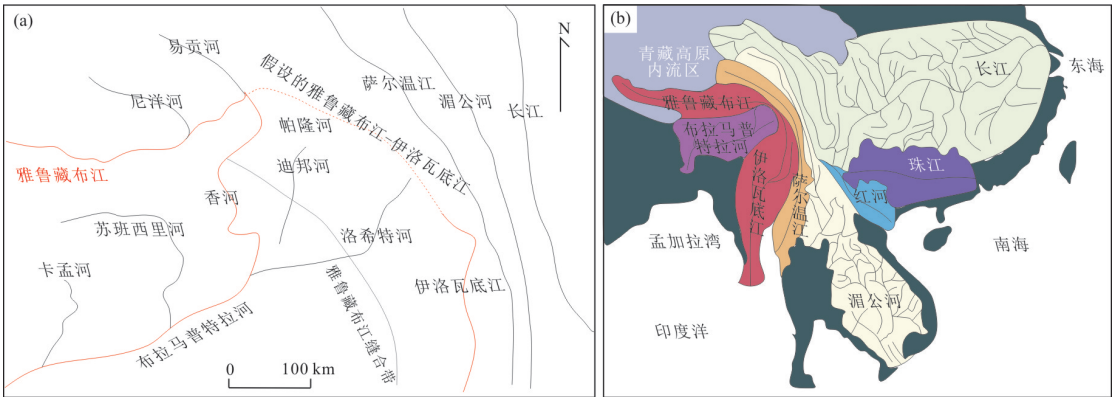 (a)
N
易贡河
尼洋河
假设的雅鲁藏布江-伊洛瓦底江
萨尔温江
湄公河
长江
帕隆河
迪邦河
雅鲁藏布江
香河
苏班西里河
洛希特河
卡孟河
伊洛瓦底江
布拉马普特拉河
雅鲁藏布江缝合带
0 100 km
(b)
青藏高原
内流区
长江
东海
雅鲁藏布江
布拉马普
特拉河
伊洛瓦底江
萨尔温江
珠江
红河
孟加拉湾
南海
湄公河
印度洋